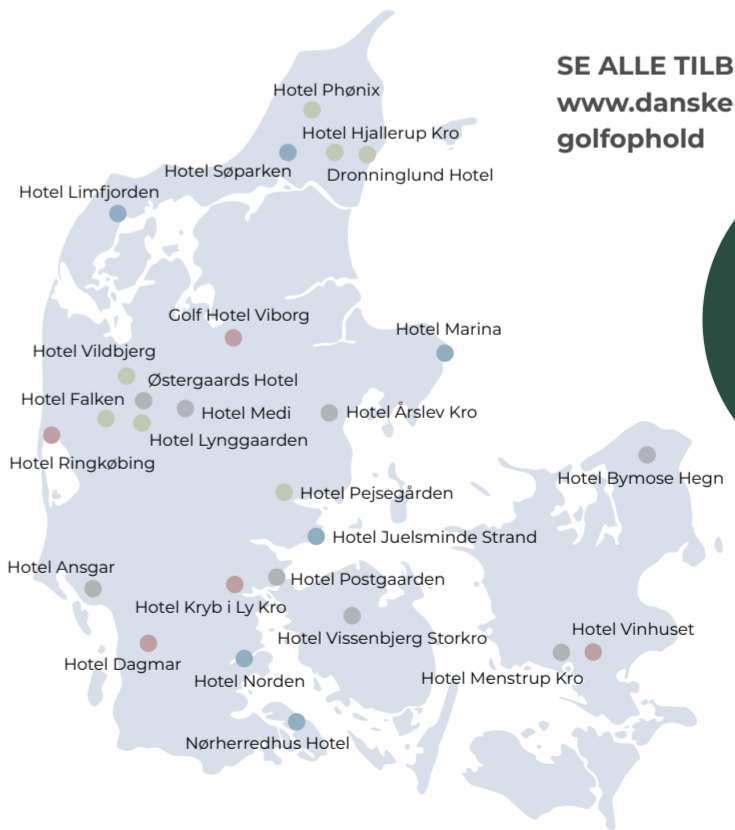 SE ALLE TILB
www.danske
golfophold
Hotel Phønix
Hotel Hjallerup Kro
Hotel Søparken
Dronninglund Hotel
Hotel Limfjorden
Golf Hotel Viborg
Hotel Marina
Hotel Vildbjerg
Østergaards Hotel
Hotel Falken
Hotel Medi
Hotel Årslev Kro
Hotel Lynggaarden
Hotel Ringkøbing
Hotel Bymose Hegn
Hotel Pejsegården
Hotel Juelsminde Strand
Hotel Ansgar
Hotel Postgaarden
Hotel Kryb i Ly Kro
Hotel Vinhuset
Hotel Vissenbjerg Storkro
Hotel Dagmar
Hotel Menstrup Kro
Hotel Norden
Nørherredhus Hotel